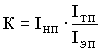 К = Iнп · Iтп / Iэп